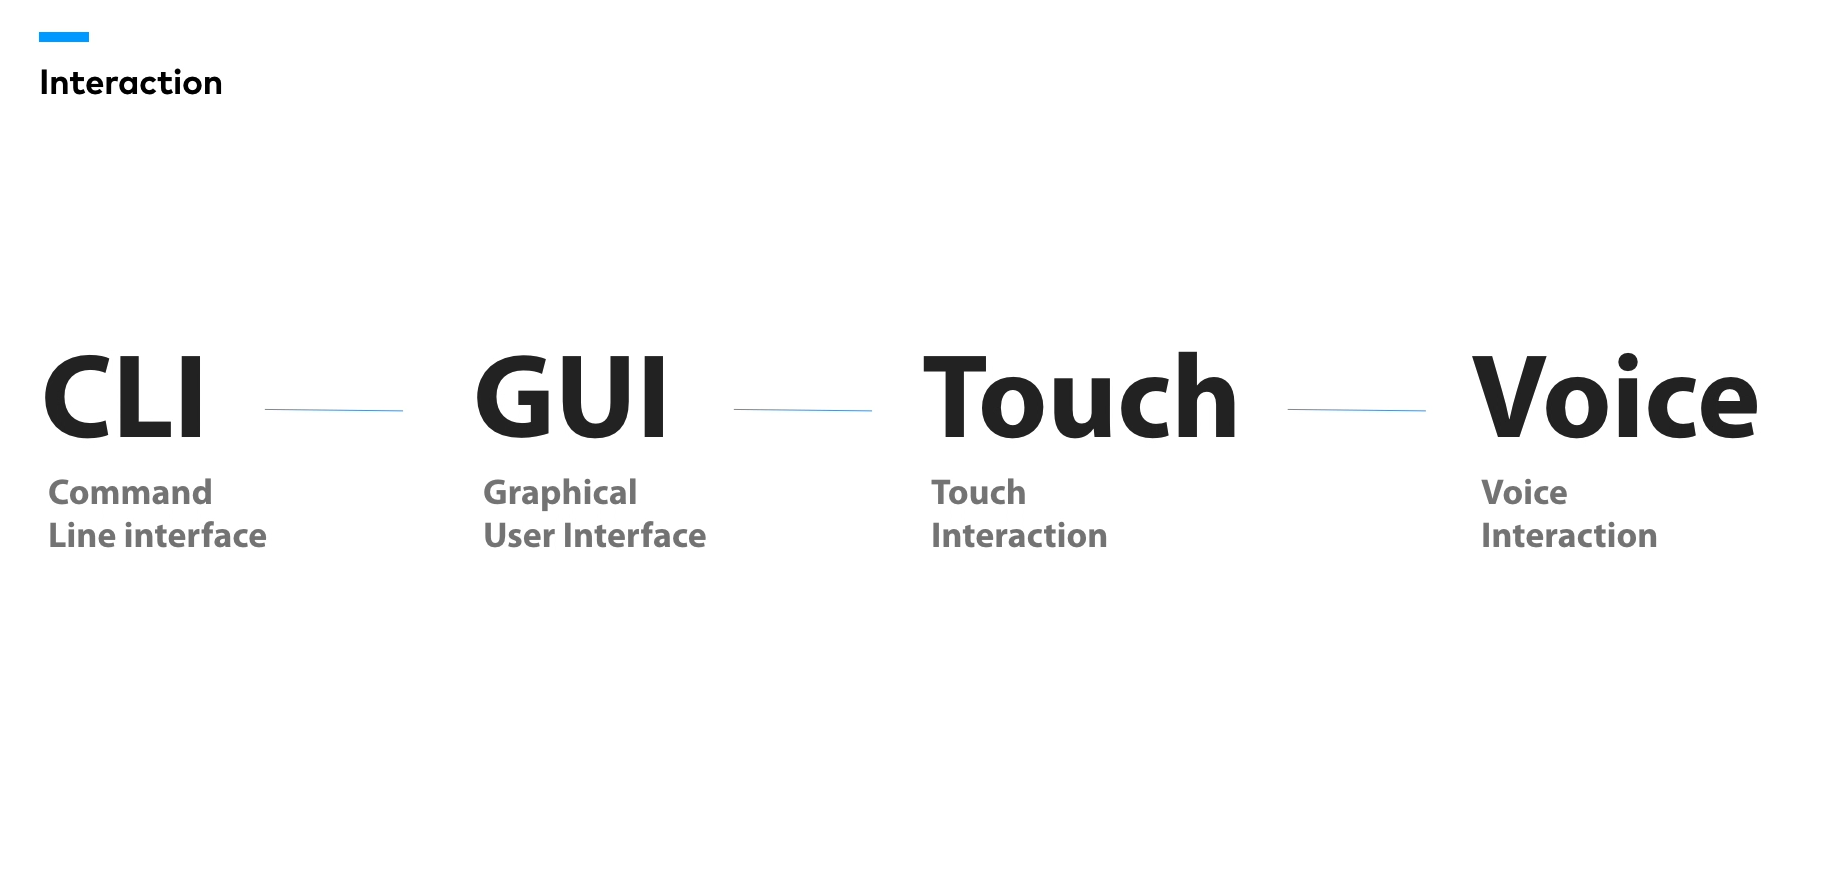 Interaction
CLI
GUI
Touch
Voice
Command
Line interface
Graphical
User Interface
Touch
Interaction
Voice
Interaction